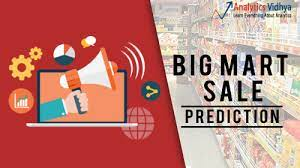 Analytics Vidhya
Learn Everything About Analytics
BIG MART
SALE
PREDICTION